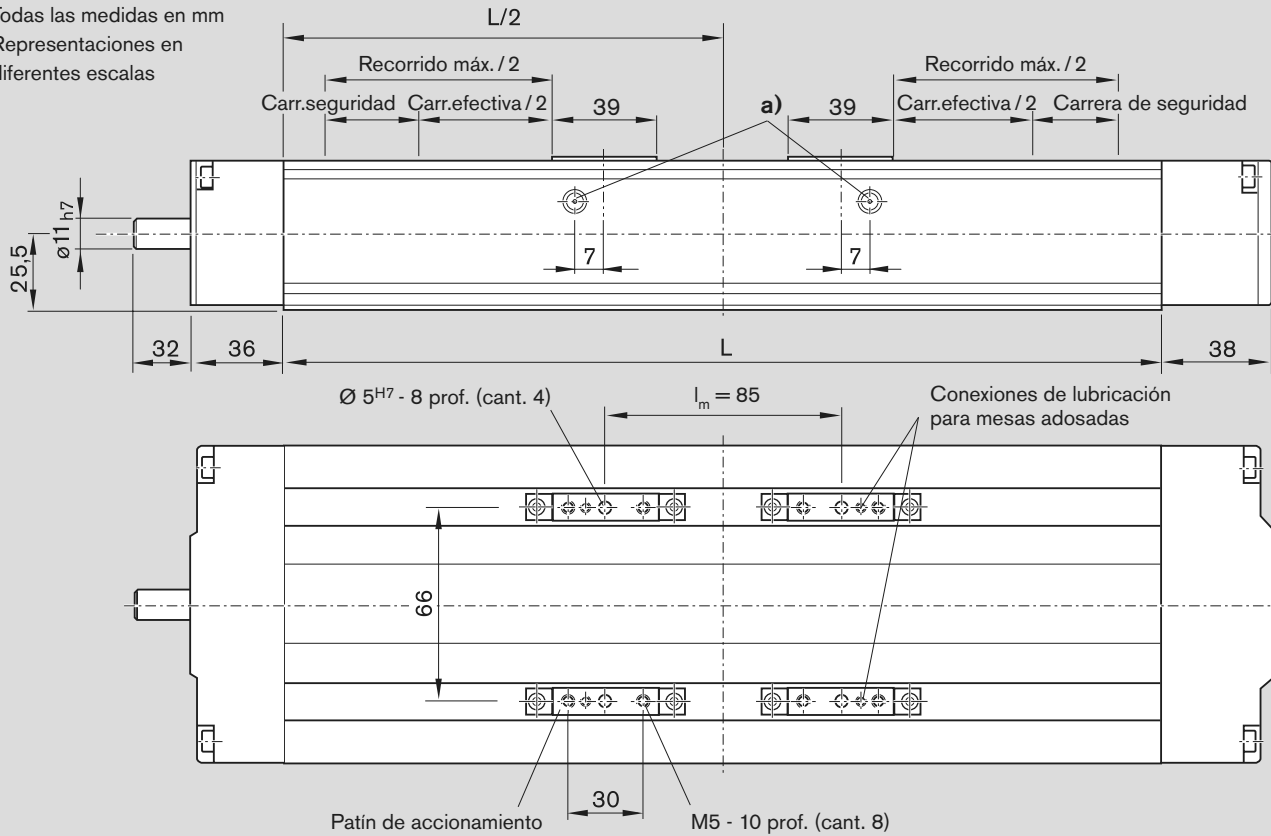 Todas las medidas en mm
Representaciones en
diferentes escalas
L/2
Recorrido máx. / 2
Recorrido máx. / 2
Carr.seguridad
Carr.efectiva / 2
39
a)
39
Carr.efectiva / 2
Carrera de seguridad
ø11 h7
25,5
7
7
32
36
L
38
Ø 5H7 - 8 prof. (cant. 4)
lm = 85
Conexiones de lubricación
para mesas adosadas
66
30
Patín de accionamiento
M5 - 10 prof. (cant. 8)